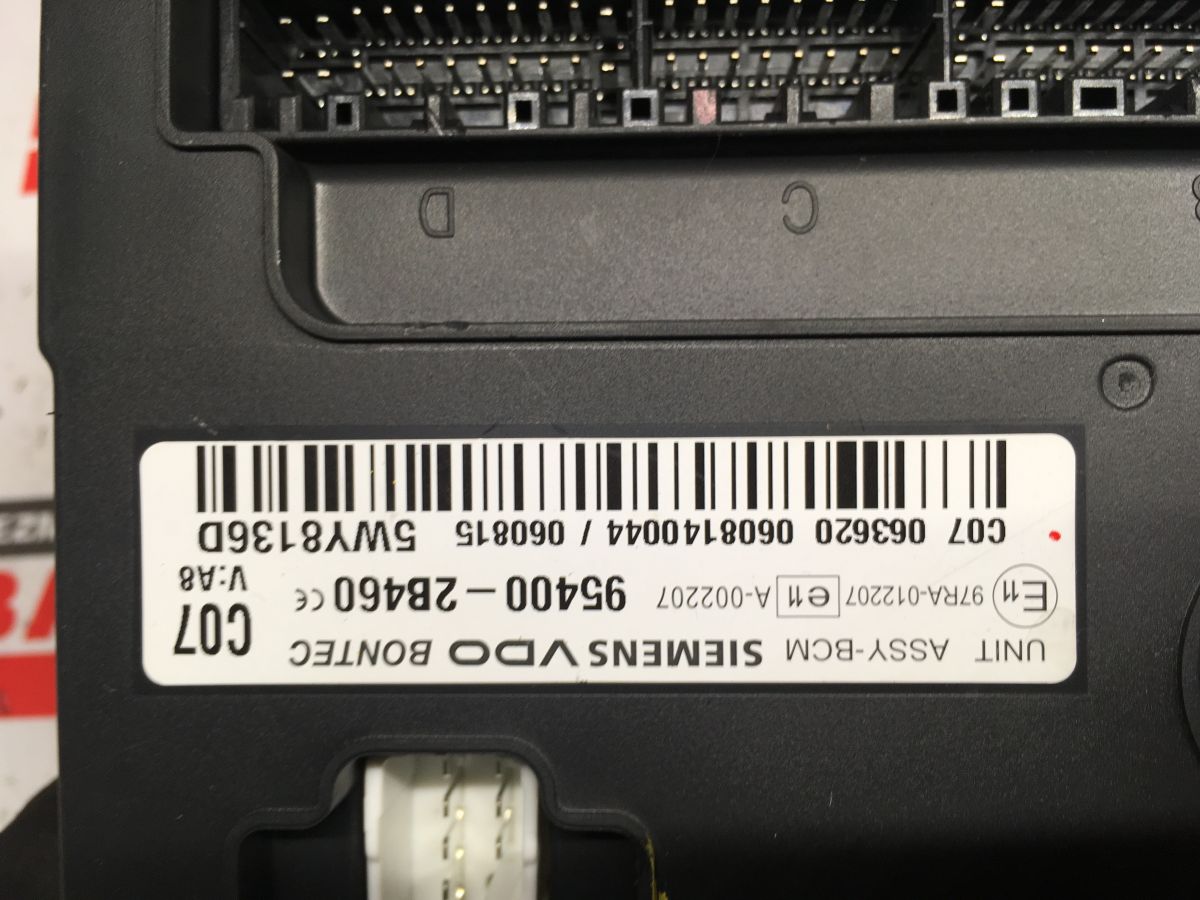 UNIT ASSY-BCM SIEMENS VDO BONTEC
E11 97RA-012207 e11 A-002207 95400-2B460 CE
C07
V:A8
C07 063620 0608140044 / 060815 5WY8136D
C
D